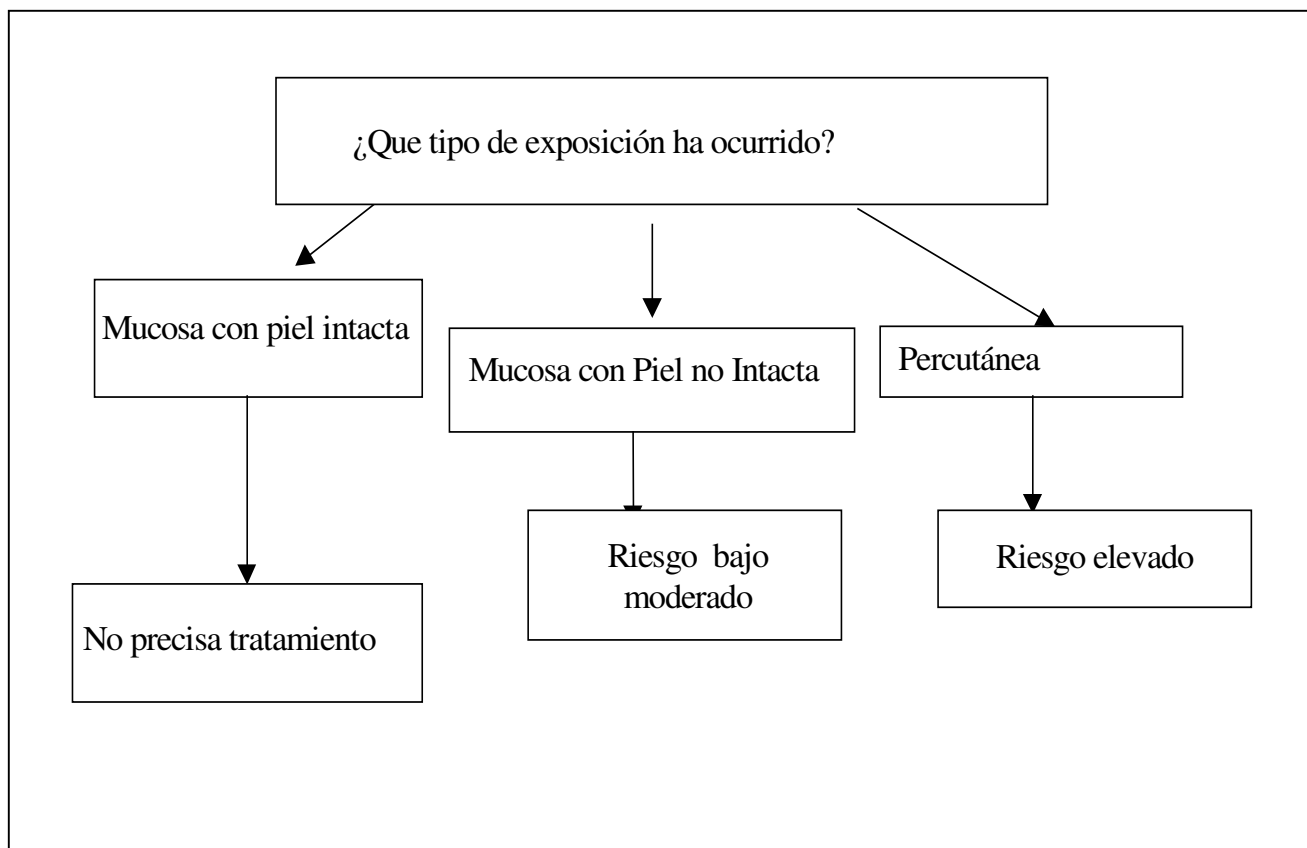 ¿Que tipo de exposición ha ocurrido?
Mucosa con piel intacta
Mucosa con Piel no Intacta
Percutánea
No precisa tratamiento
Riesgo bajo
moderado
Riesgo elevado